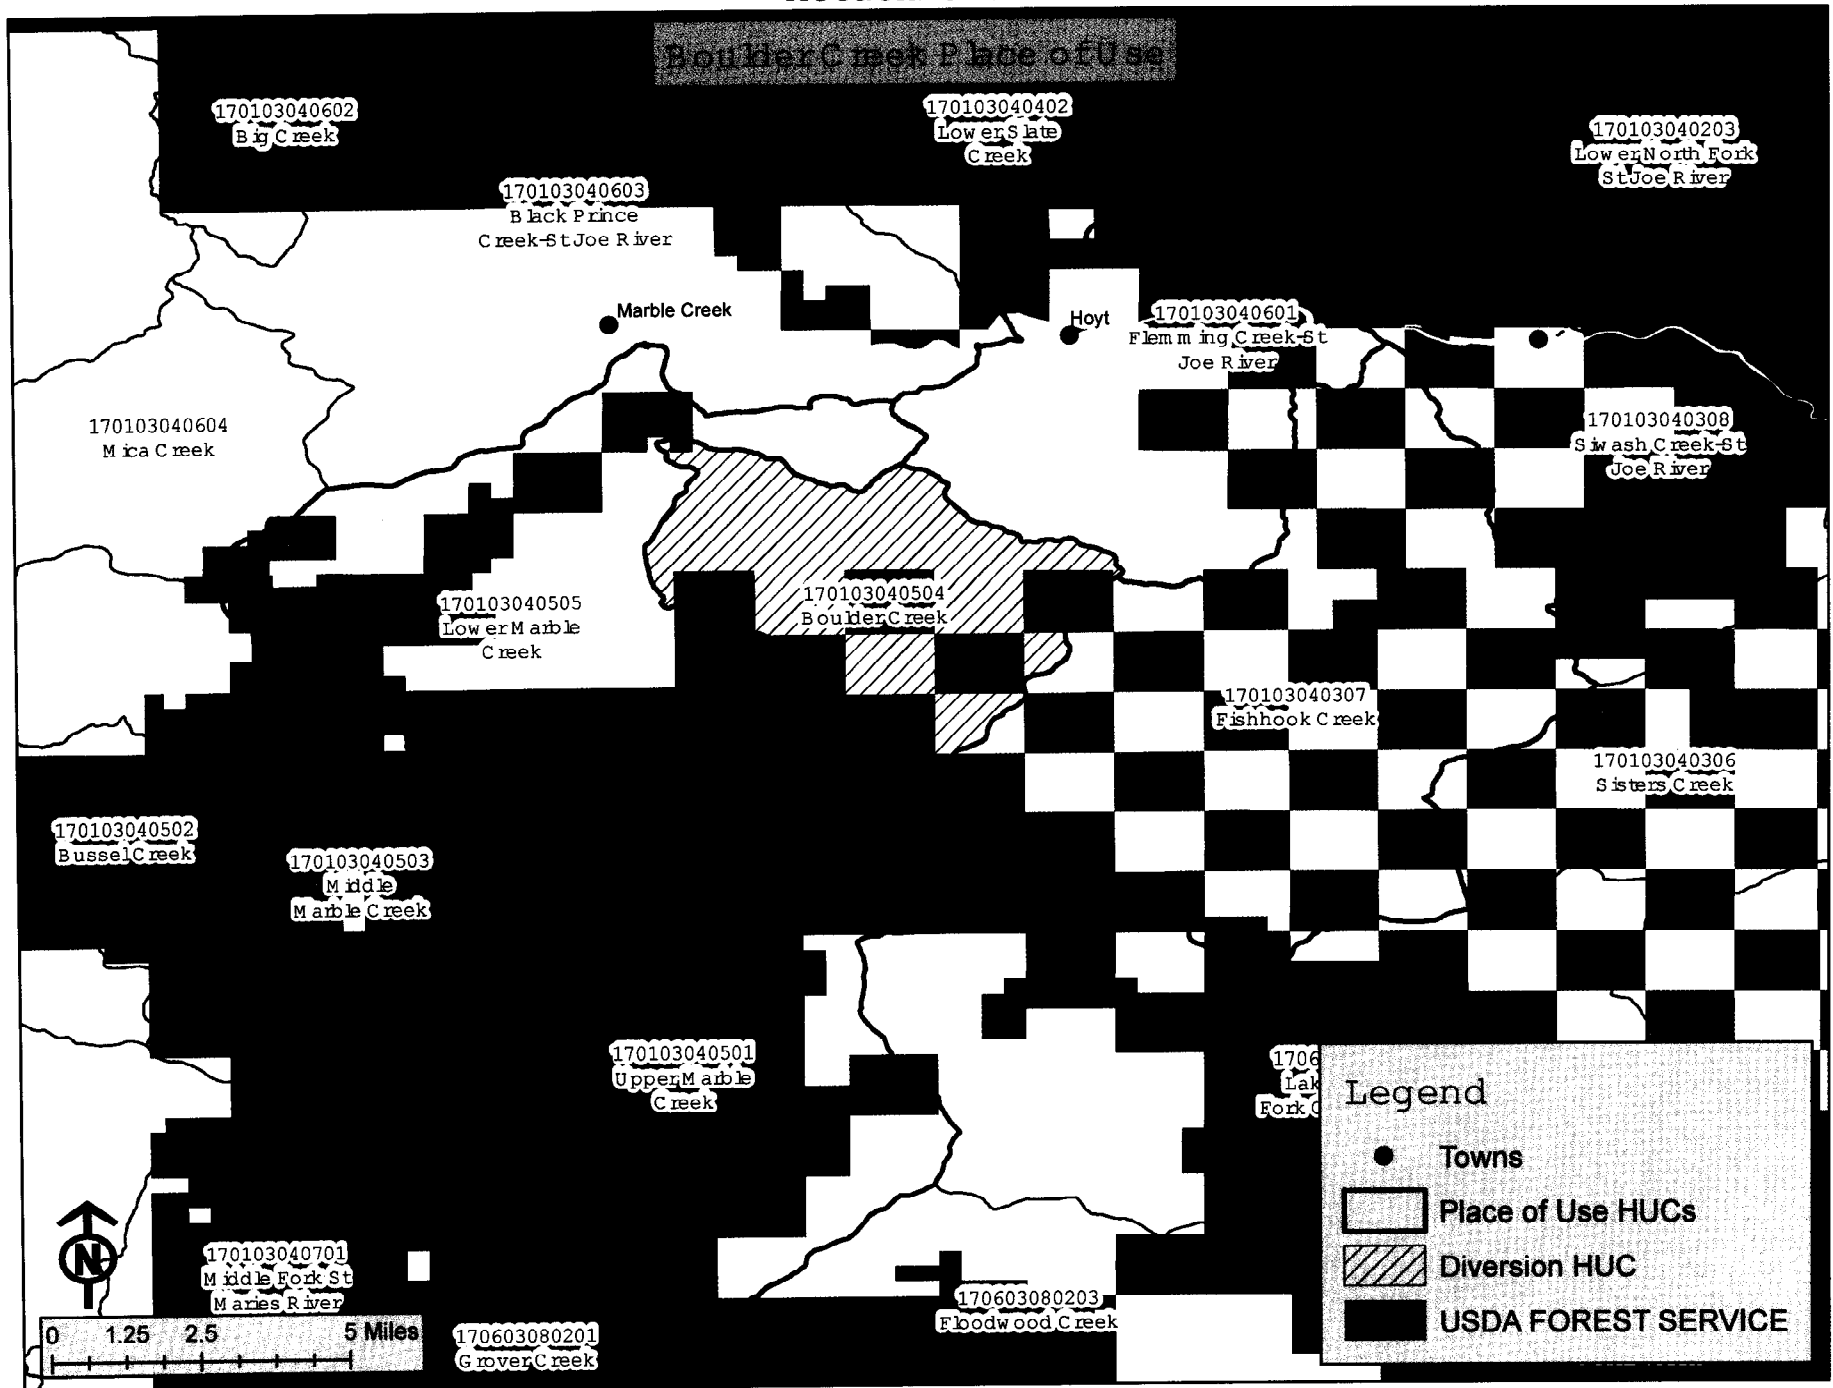 Boulder Creek Place of Use
170103040602
Big Creek
170103040402
Lower Slate
Creek
170103040203
Lower North Fork
St Joe River
170103040603
Black Prince
Creek-St Joe River
Marble Creek
Hoyt
170103040601
Flemming Creek-St
Joe River
170103040604
Mica Creek
170103040308
Siwash Creek-St
Joe River
170103040505
Lower Marble
Creek
170103040504
Boulder Creek
170103040307
Fishhook Creek
170103040306
Sisters Creek
170103040502
Bussel Creek
170103040503
Middle
Marble Creek
170103040501
Upper Marble
Creek
1706
Lak
Fork C
Legend
Towns
Place of Use HUCs
Diversion HUC
USDA FOREST SERVICE
N
170103040701
Middle Fork St
Maries River
170603080203
Floodwood Creek
0 1.25 2.5 5 Miles
170603080201
Grover Creek